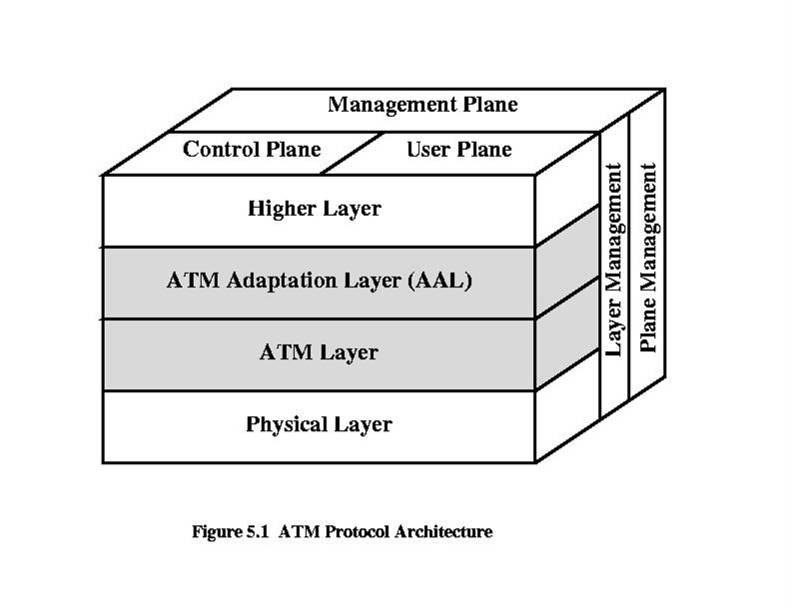 Management Plane
Control Plane
User Plane
Higher Layer
ATM Adaptation Layer (AAL)
ATM Layer
Physical Layer
Layer Management
Plane Management
Figure 5.1 ATM Protocol Architecture